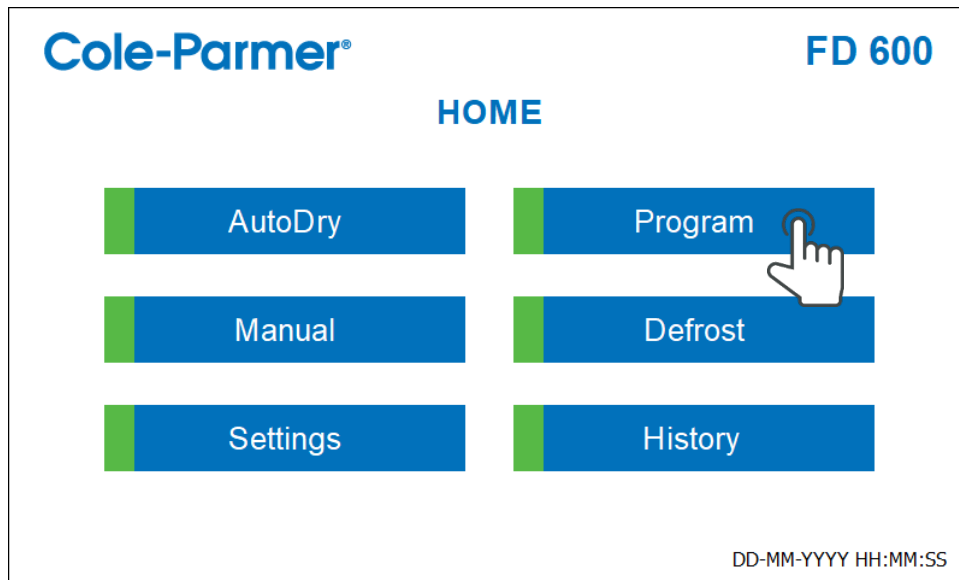 Cole-Parmer® FD 600
HOME
AutoDry Program
Manual Defrost
Settings History
DD-MM-YYYY HH:MM:SS